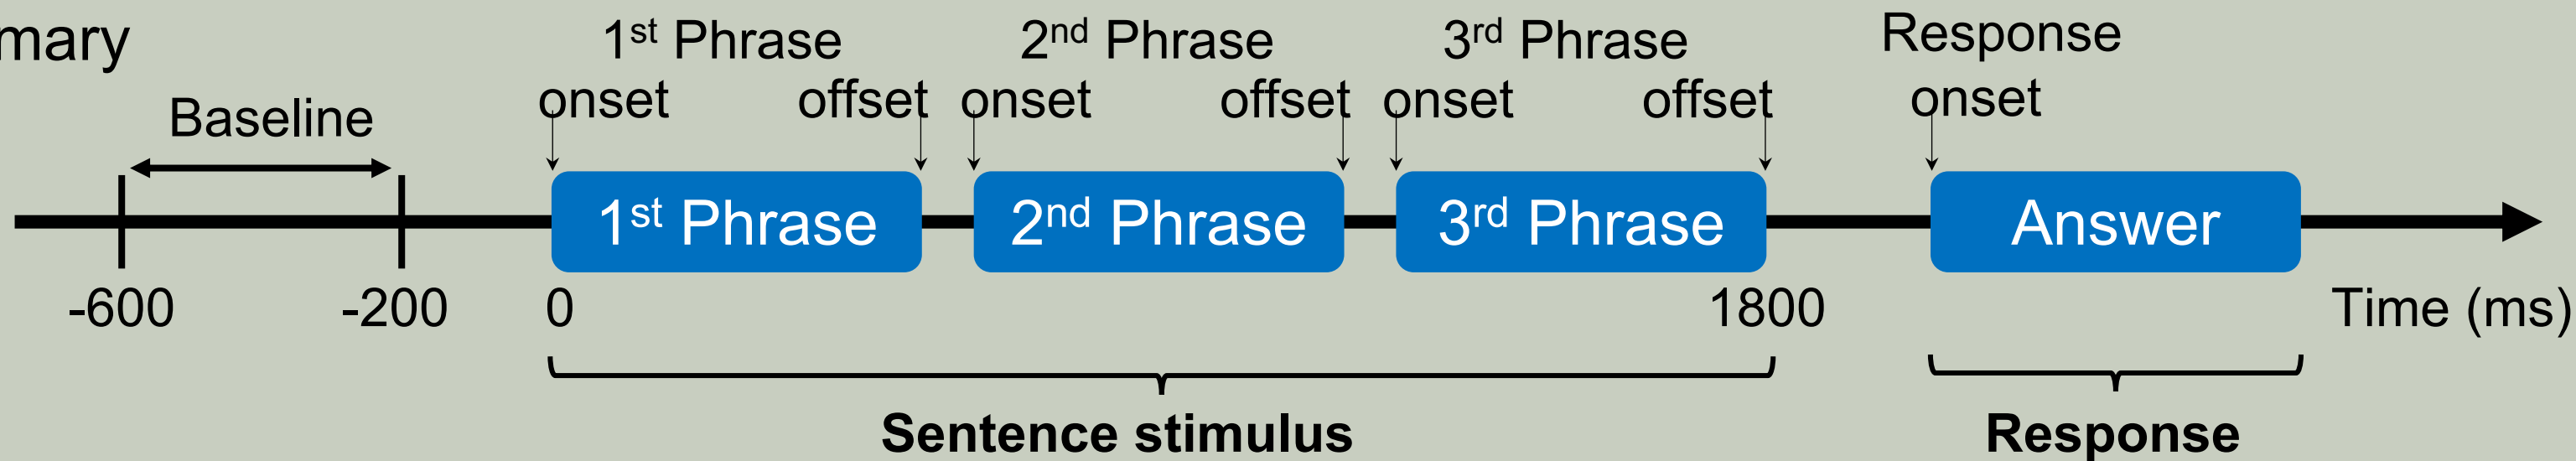 1st Phrase
2nd Phrase
3rd Phrase
Response
onset
offset
onset
offset
onset
offset
onset
Baseline
1st Phrase
2nd Phrase
3rd Phrase
Answer
-600
-200
0
1800
Time (ms)
Sentence stimulus
Response